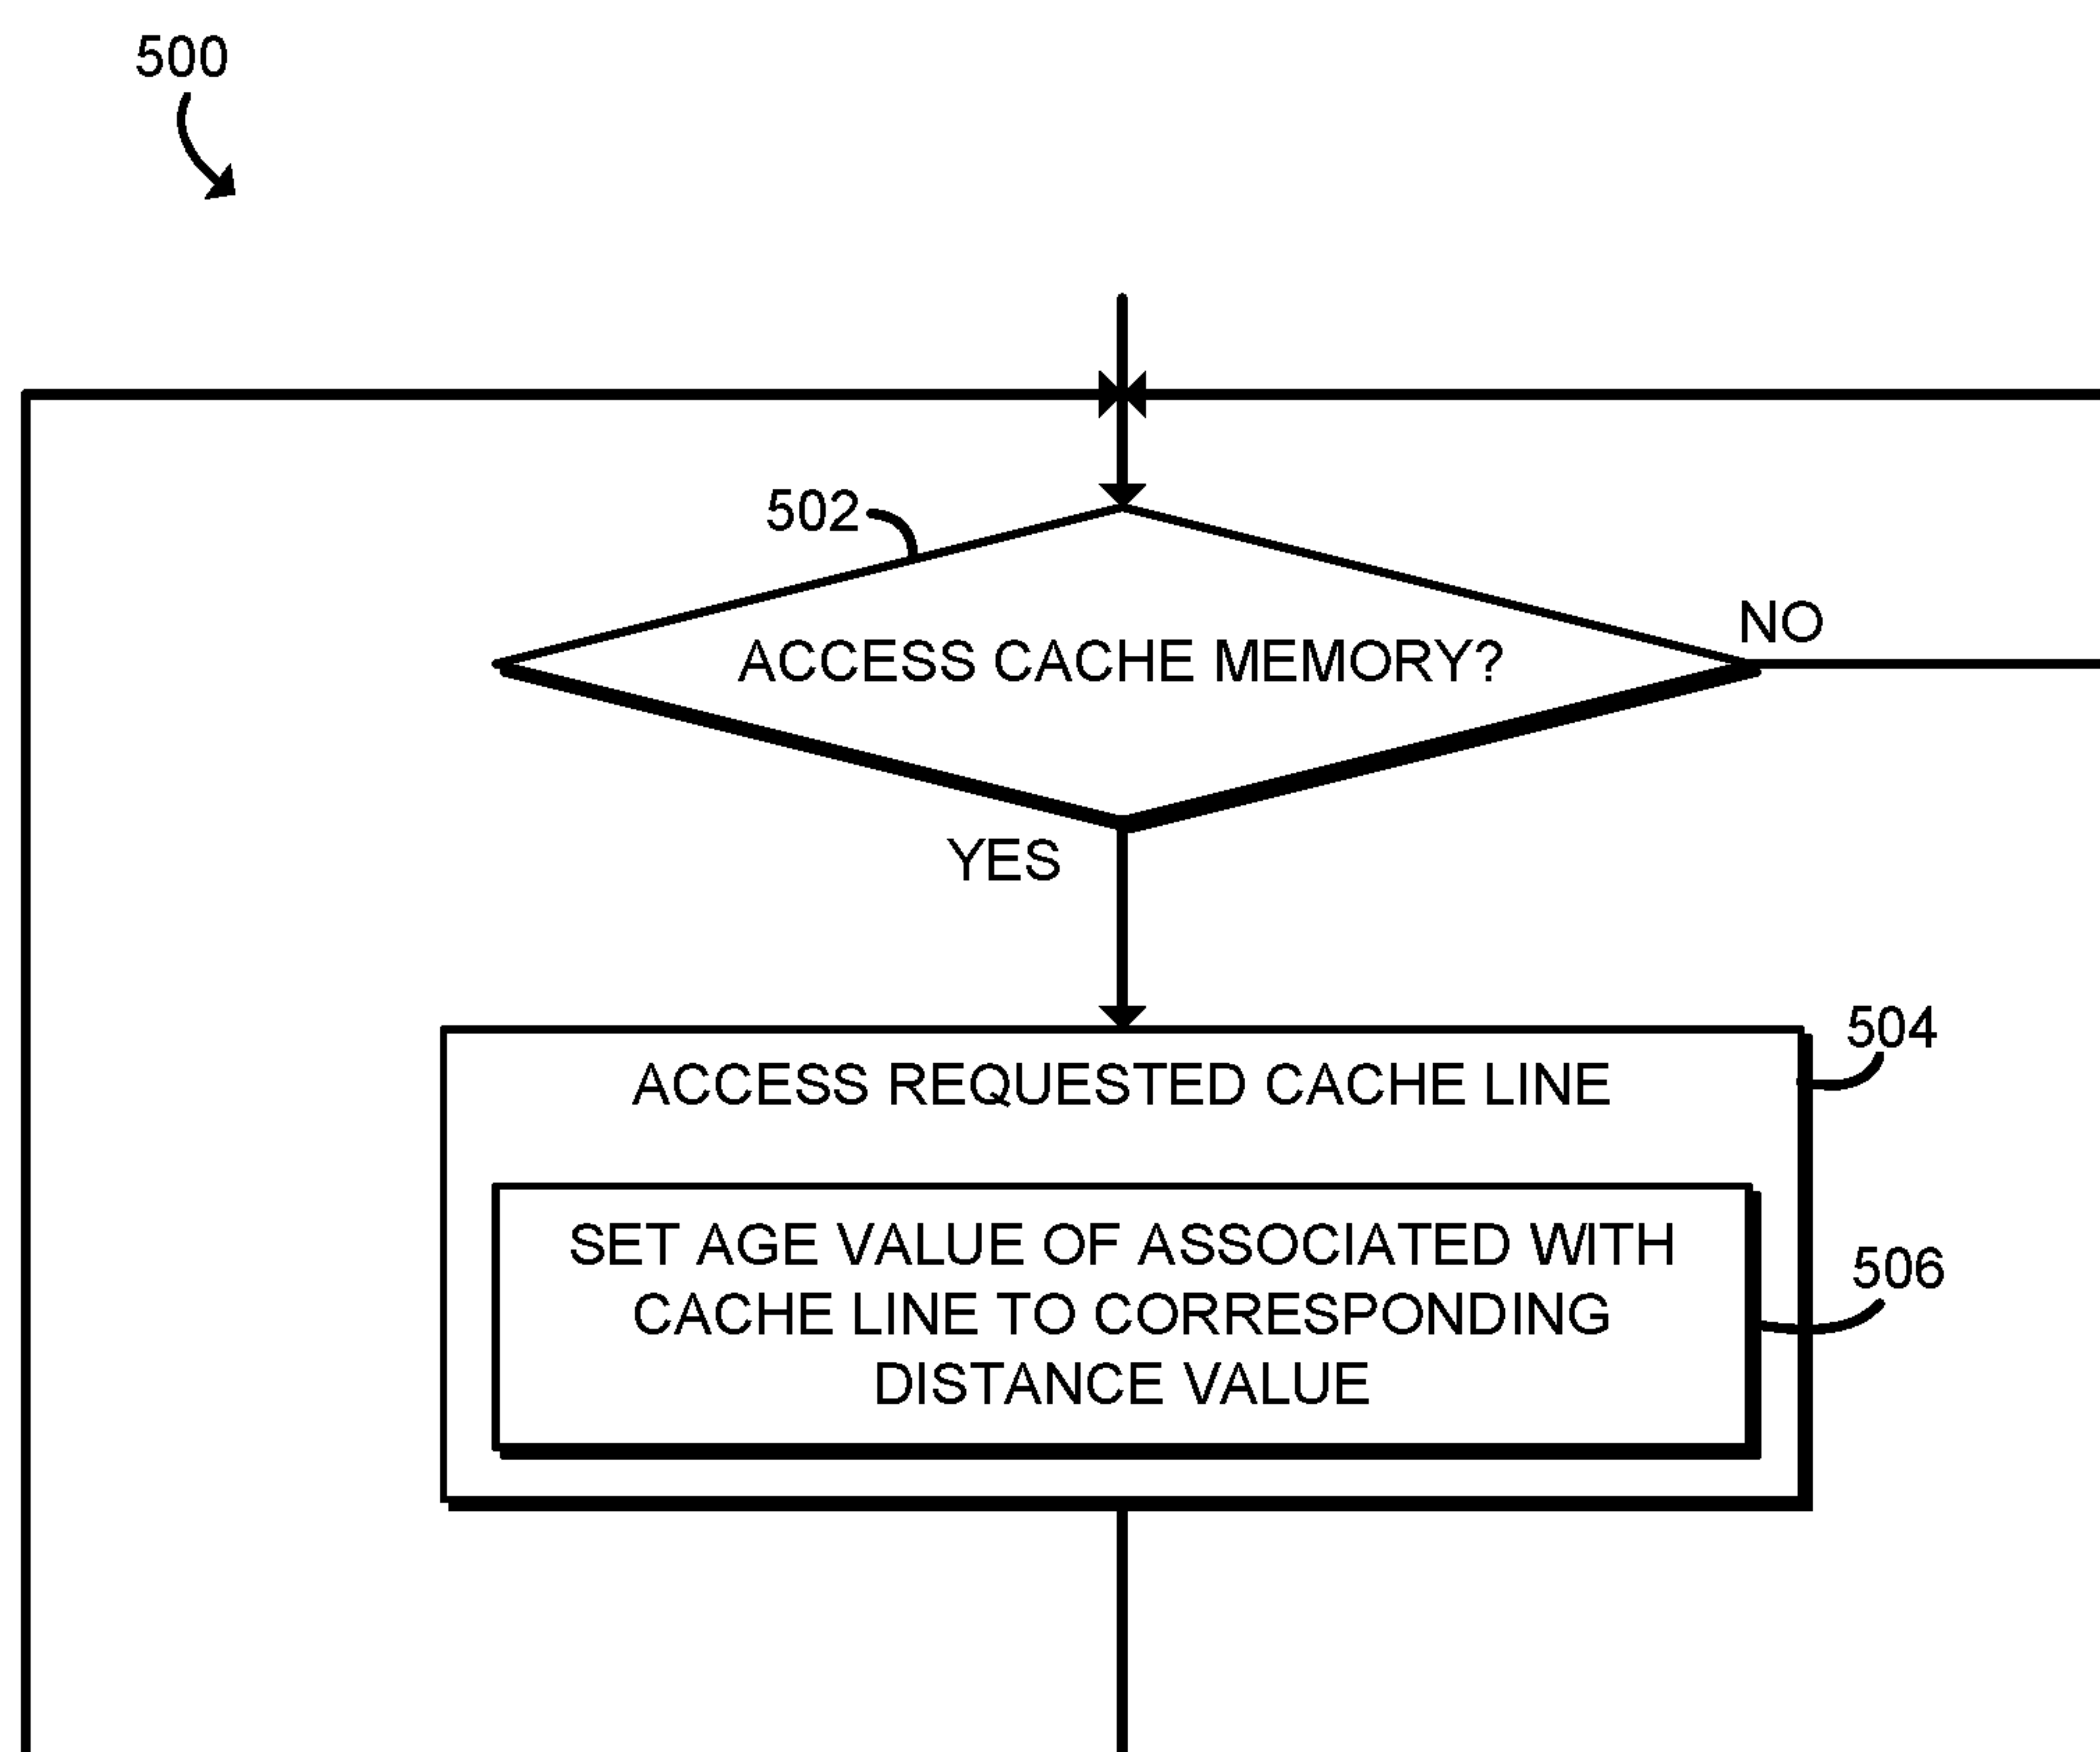 500
502
ACCESS CACHE MEMORY?
NO
YES
504
ACCESS REQUESTED CACHE LINE
SET AGE VALUE OF ASSOCIATED WITH
CACHE LINE TO CORRESPONDING
DISTANCE VALUE
506